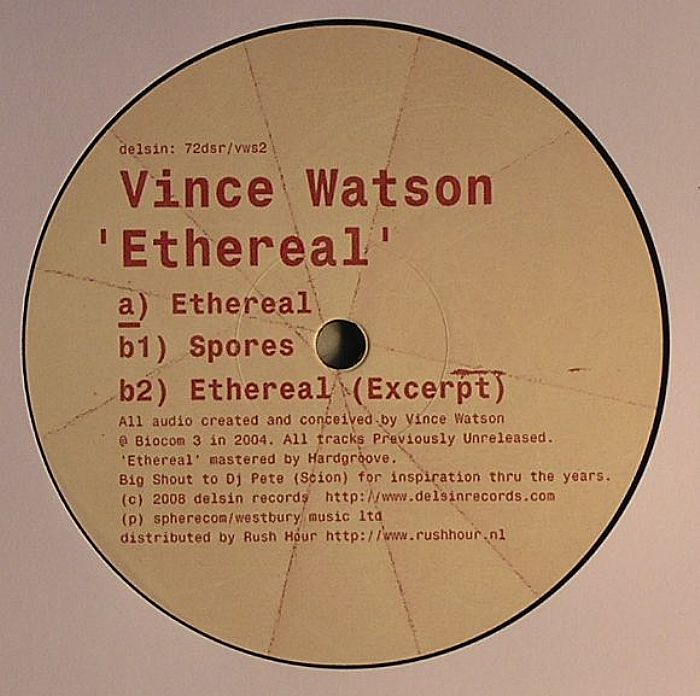 delsin: 72dsr/vws2
Vince Watson
'Ethereal'
a) Ethereal
b1) Spores
b2) Ethereal (Excerpt)
All audio created and conceived by Vince Watson
@ Biocom 3 in 2004. All tracks Previously Unreleased.
'Ethereal' mastered by Hardgroove.
Big Shout to Dj Pete (Scion) for inspiration thru the years.
(c) 2008 delsin records http://www.delsinrecords.com
(p) spherecom/westbury music ltd
distributed by Rush Hour http://www.rushhour.nl